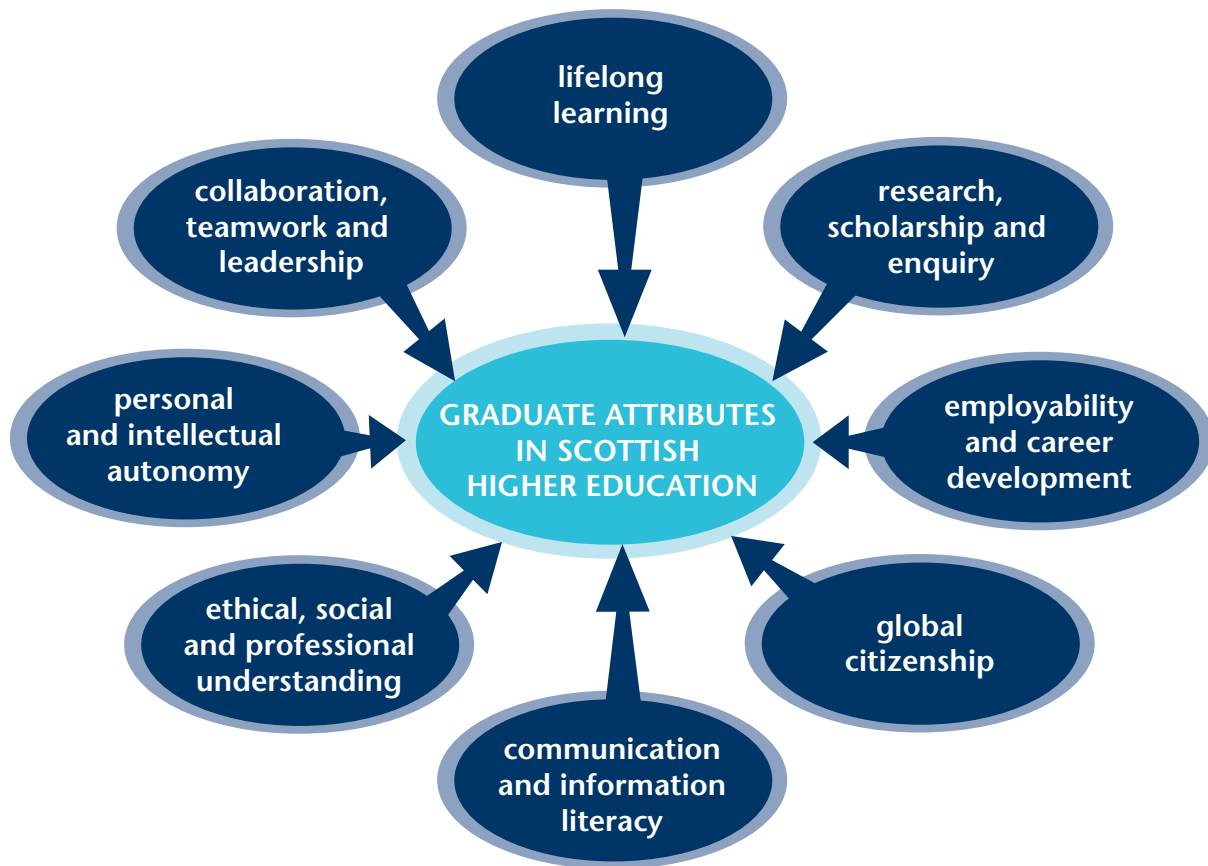 lifelong
learning
research,
scholarship and
enquiry
employability
and career
development
global
citizenship
communication
and information
literacy
ethical, social
and professional
understanding
personal
and intellectual
autonomy
collaboration,
teamwork and
leadership
GRADUATE ATTRIBUTES
IN SCOTTISH
HIGHER EDUCATION